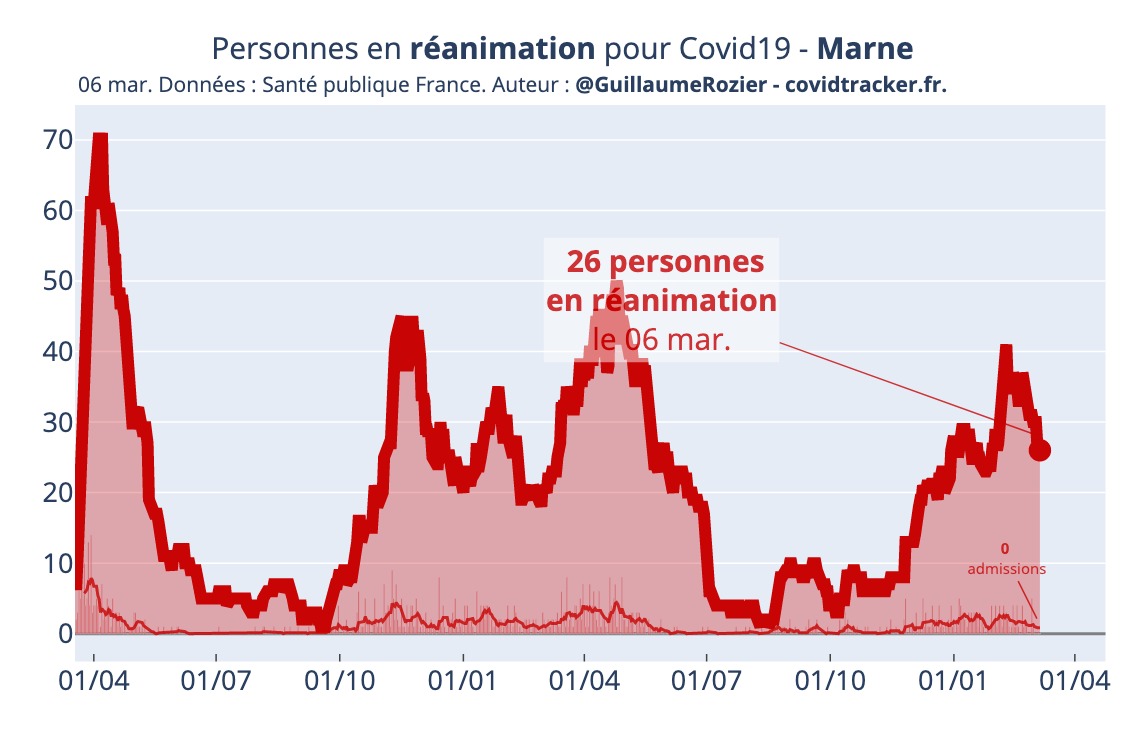 Personnes en réanimation pour Covid19 - Marne
06 mar. Données : Santé publique France. Auteur : @GuillaumeRozier - covidtracker.fr.
70
60
50
40
30
20
10
0
26 personnes
en réanimation
le 06 mar.
0
admissions
01/04 01/07 01/10 01/01 01/04 01/07 01/10 01/01 01/04